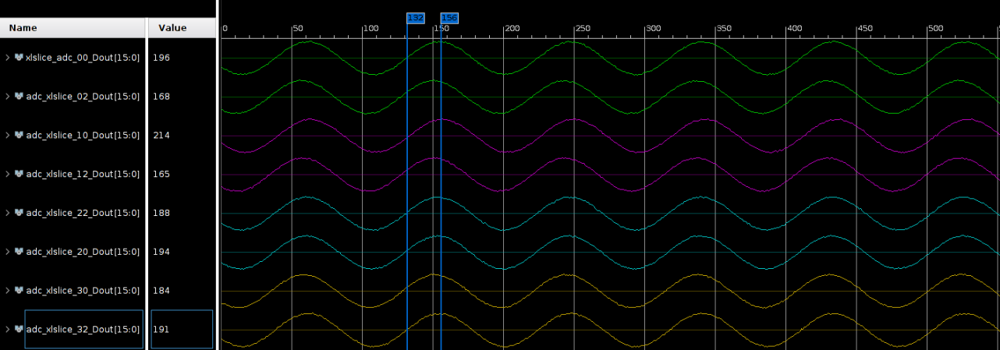 132 156
Name Value
0 50 100 150 200 250 300 350 400 450 500
xlslice_adc_00_Dout[15:0] 196
adc_xlslice_02_Dout[15:0] 168
adc_xlslice_10_Dout[15:0] 214
adc_xlslice_12_Dout[15:0] 165
adc_xlslice_22_Dout[15:0] 188
adc_xlslice_20_Dout[15:0] 194
adc_xlslice_30_Dout[15:0] 184
adc_xlslice_32_Dout[15:0] 191